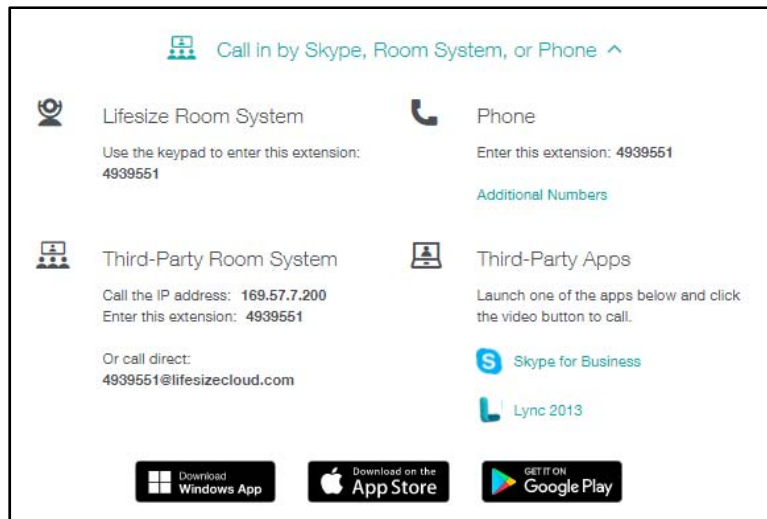 Call in by Skype, Room System, or Phone
Lifesize Room System
Use the keypad to enter this extension:
4939551
Phone
Enter this extension: 4939551
Additional Numbers
Third-Party Room System
Call the IP address: 169.57.7.200
Enter this extension: 4939551
Or call direct:
4939551@lifesizecloud.com
Third-Party Apps
Launch one of the apps below and click
the video button to call.
Skype for Business
Lync 2013
Download
Windows App
Download on the
App Store
GET IT ON
Google Play